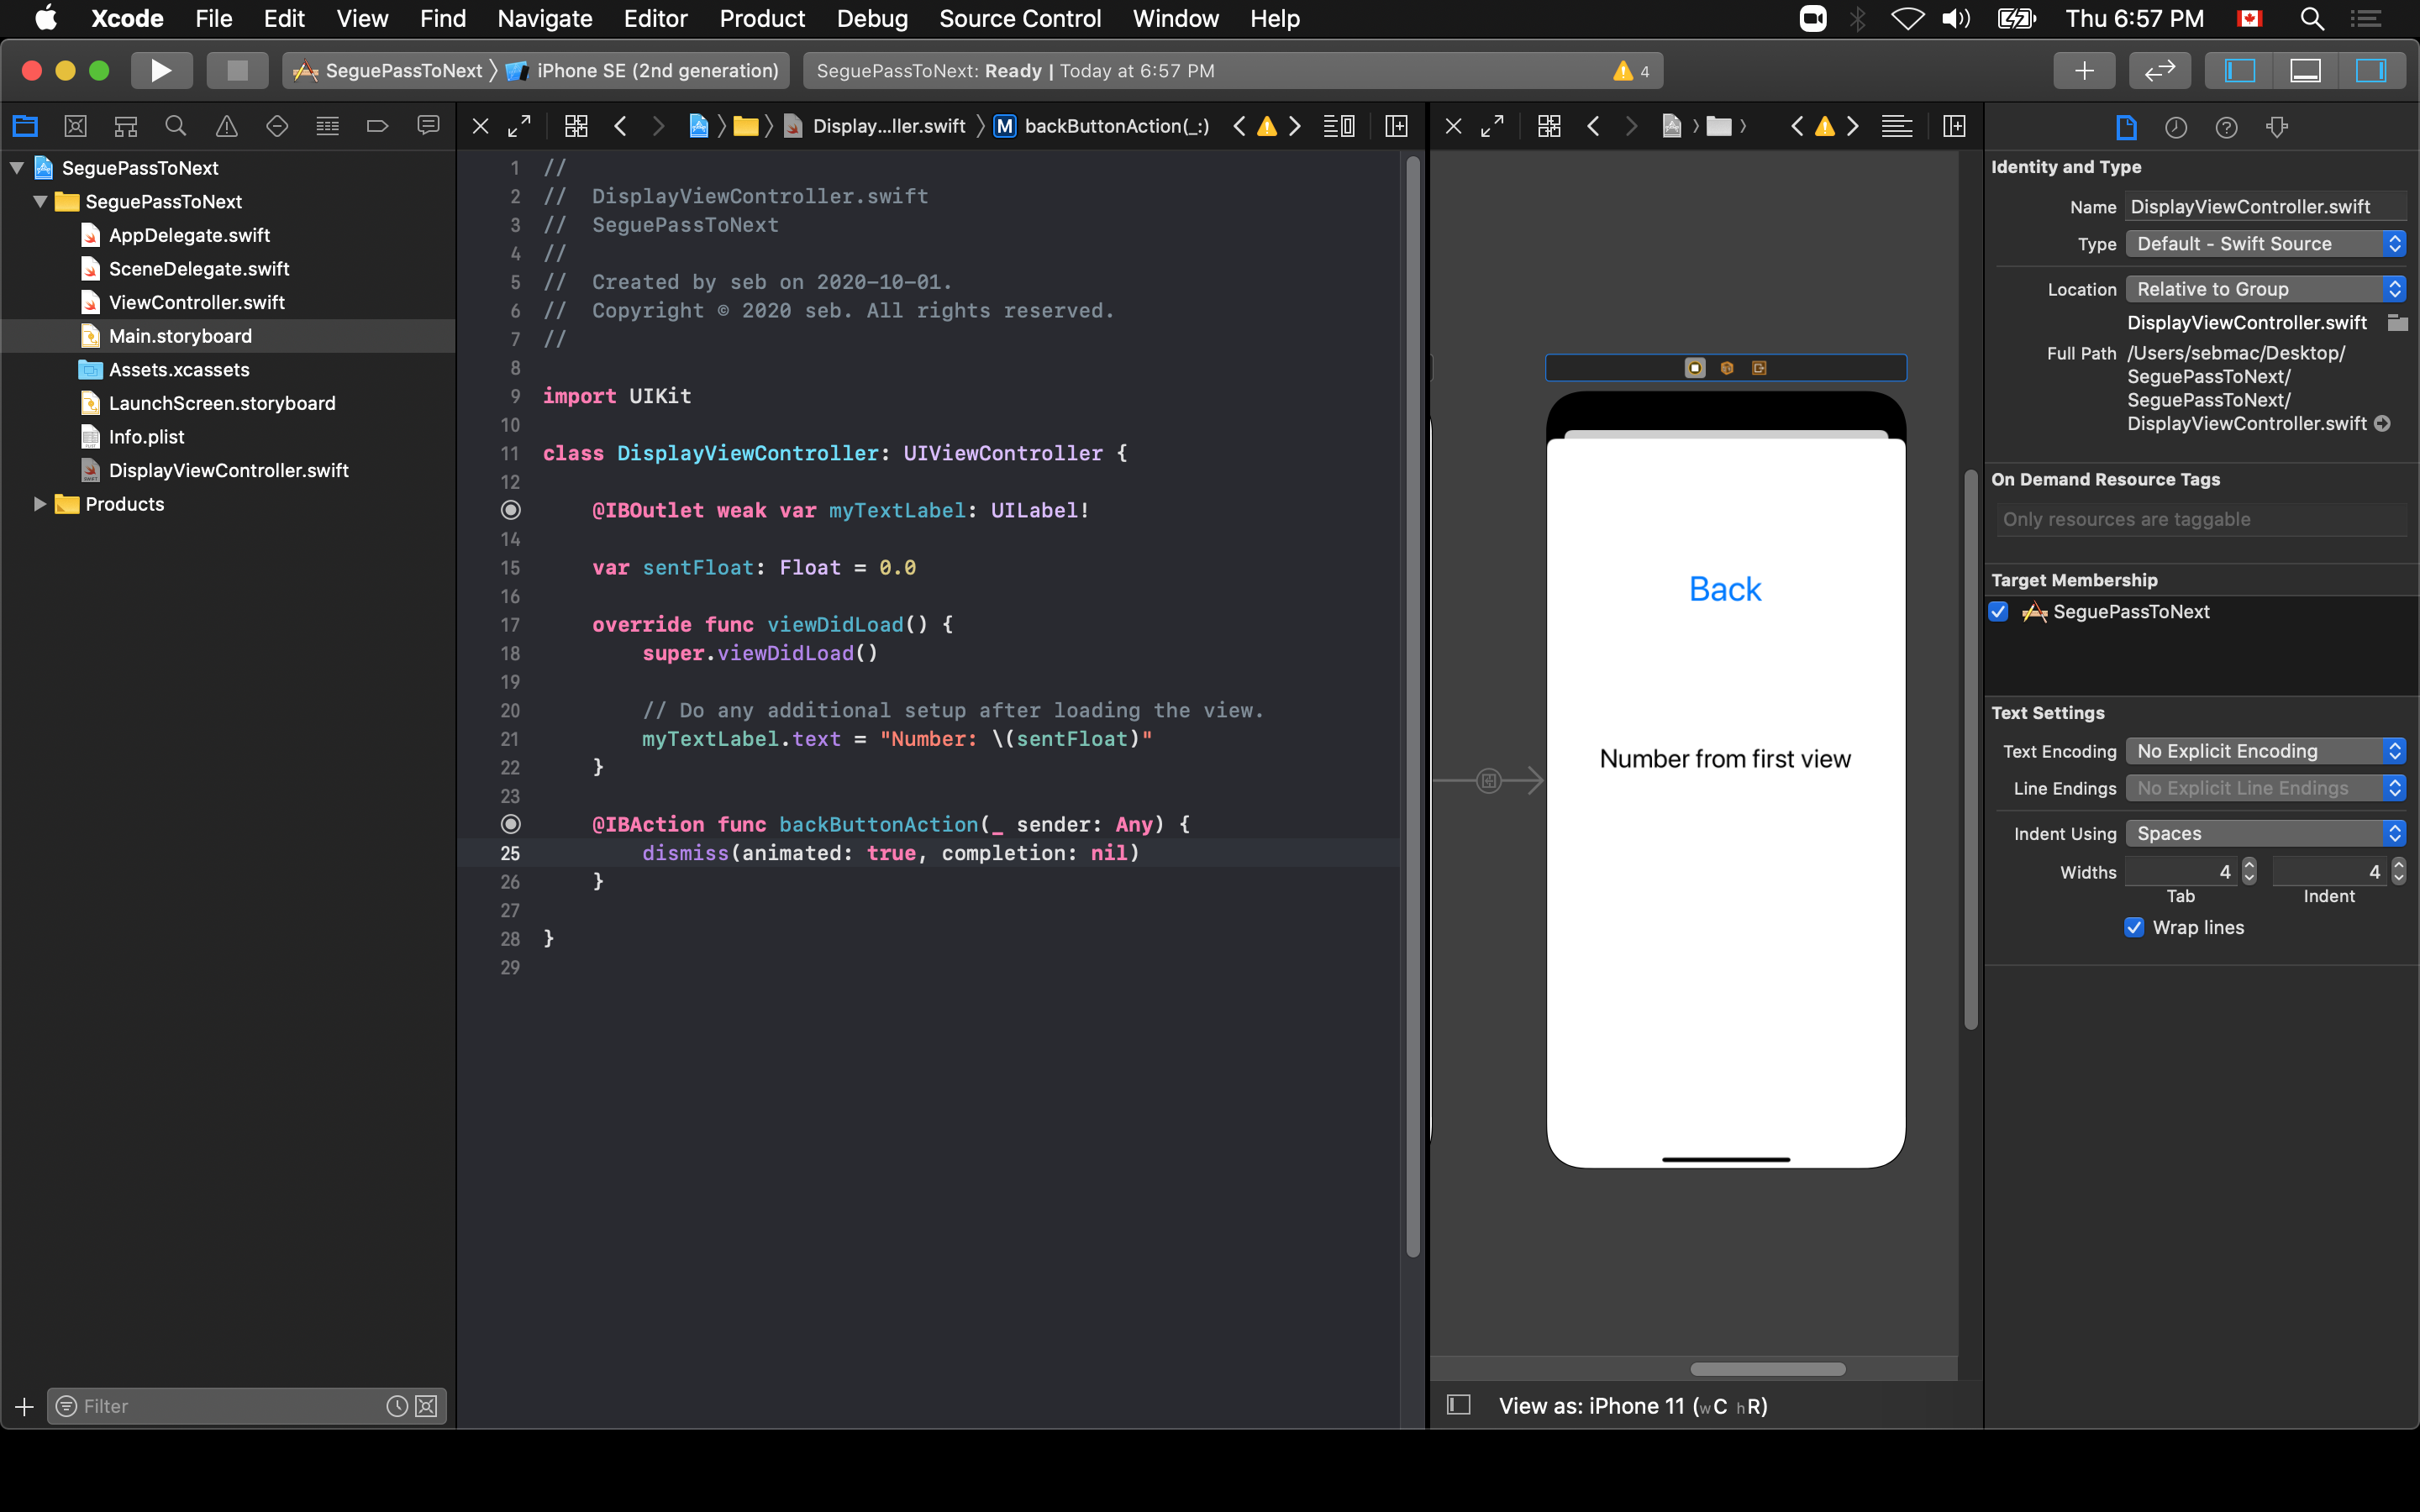 Xcode File Edit View Find Navigate Editor Product Debug Source Control Window Help Thu 6:57 PM
SeguePassToNext iPhone SE (2nd generation) SeguePassToNext: Ready | Today at 6:57 PM 4
Display...ller.swift M backButtonAction(_:)
SeguePassToNext
SeguePassToNext
AppDelegate.swift
SceneDelegate.swift
ViewController.swift
Main.storyboard
Assets.xcassets
LaunchScreen.storyboard
Info.plist
DisplayViewController.swift
Products
Filter
1 //
2 // DisplayViewController.swift
3 // SeguePassToNext
4 //
5 // Created by seb on 2020-10-01.
6 // Copyright © 2020 seb. All rights reserved.
7 //
8
9 import UIKit
10
11 class DisplayViewController: UIViewController {
12
@IBOutlet weak var myTextLabel: UILabel!
14
15 var sentFloat: Float = 0.0
16
17 override func viewDidLoad() {
18 super.viewDidLoad()
19
20 // Do any additional setup after loading the view.
21 myTextLabel.text = "Number: \(sentFloat)"
22 }
23
@IBAction func backButtonAction(_ sender: Any) {
25 dismiss(animated: true, completion: nil)
26 }
27
28 }
29
Back
Number from first view
View as: iPhone 11 (wC hR)
Identity and Type
Name DisplayViewController.swift
Type Default - Swift Source
Location Relative to Group
DisplayViewController.swift
Full Path /Users/sebmac/Desktop/
SeguePassToNext/
SeguePassToNext/
DisplayViewController.swift
On Demand Resource Tags
Only resources are taggable
Target Membership
SeguePassToNext
Text Settings
Text Encoding No Explicit Encoding
Line Endings No Explicit Line Endings
Indent Using Spaces
Widths 4 4
Tab Indent
Wrap lines